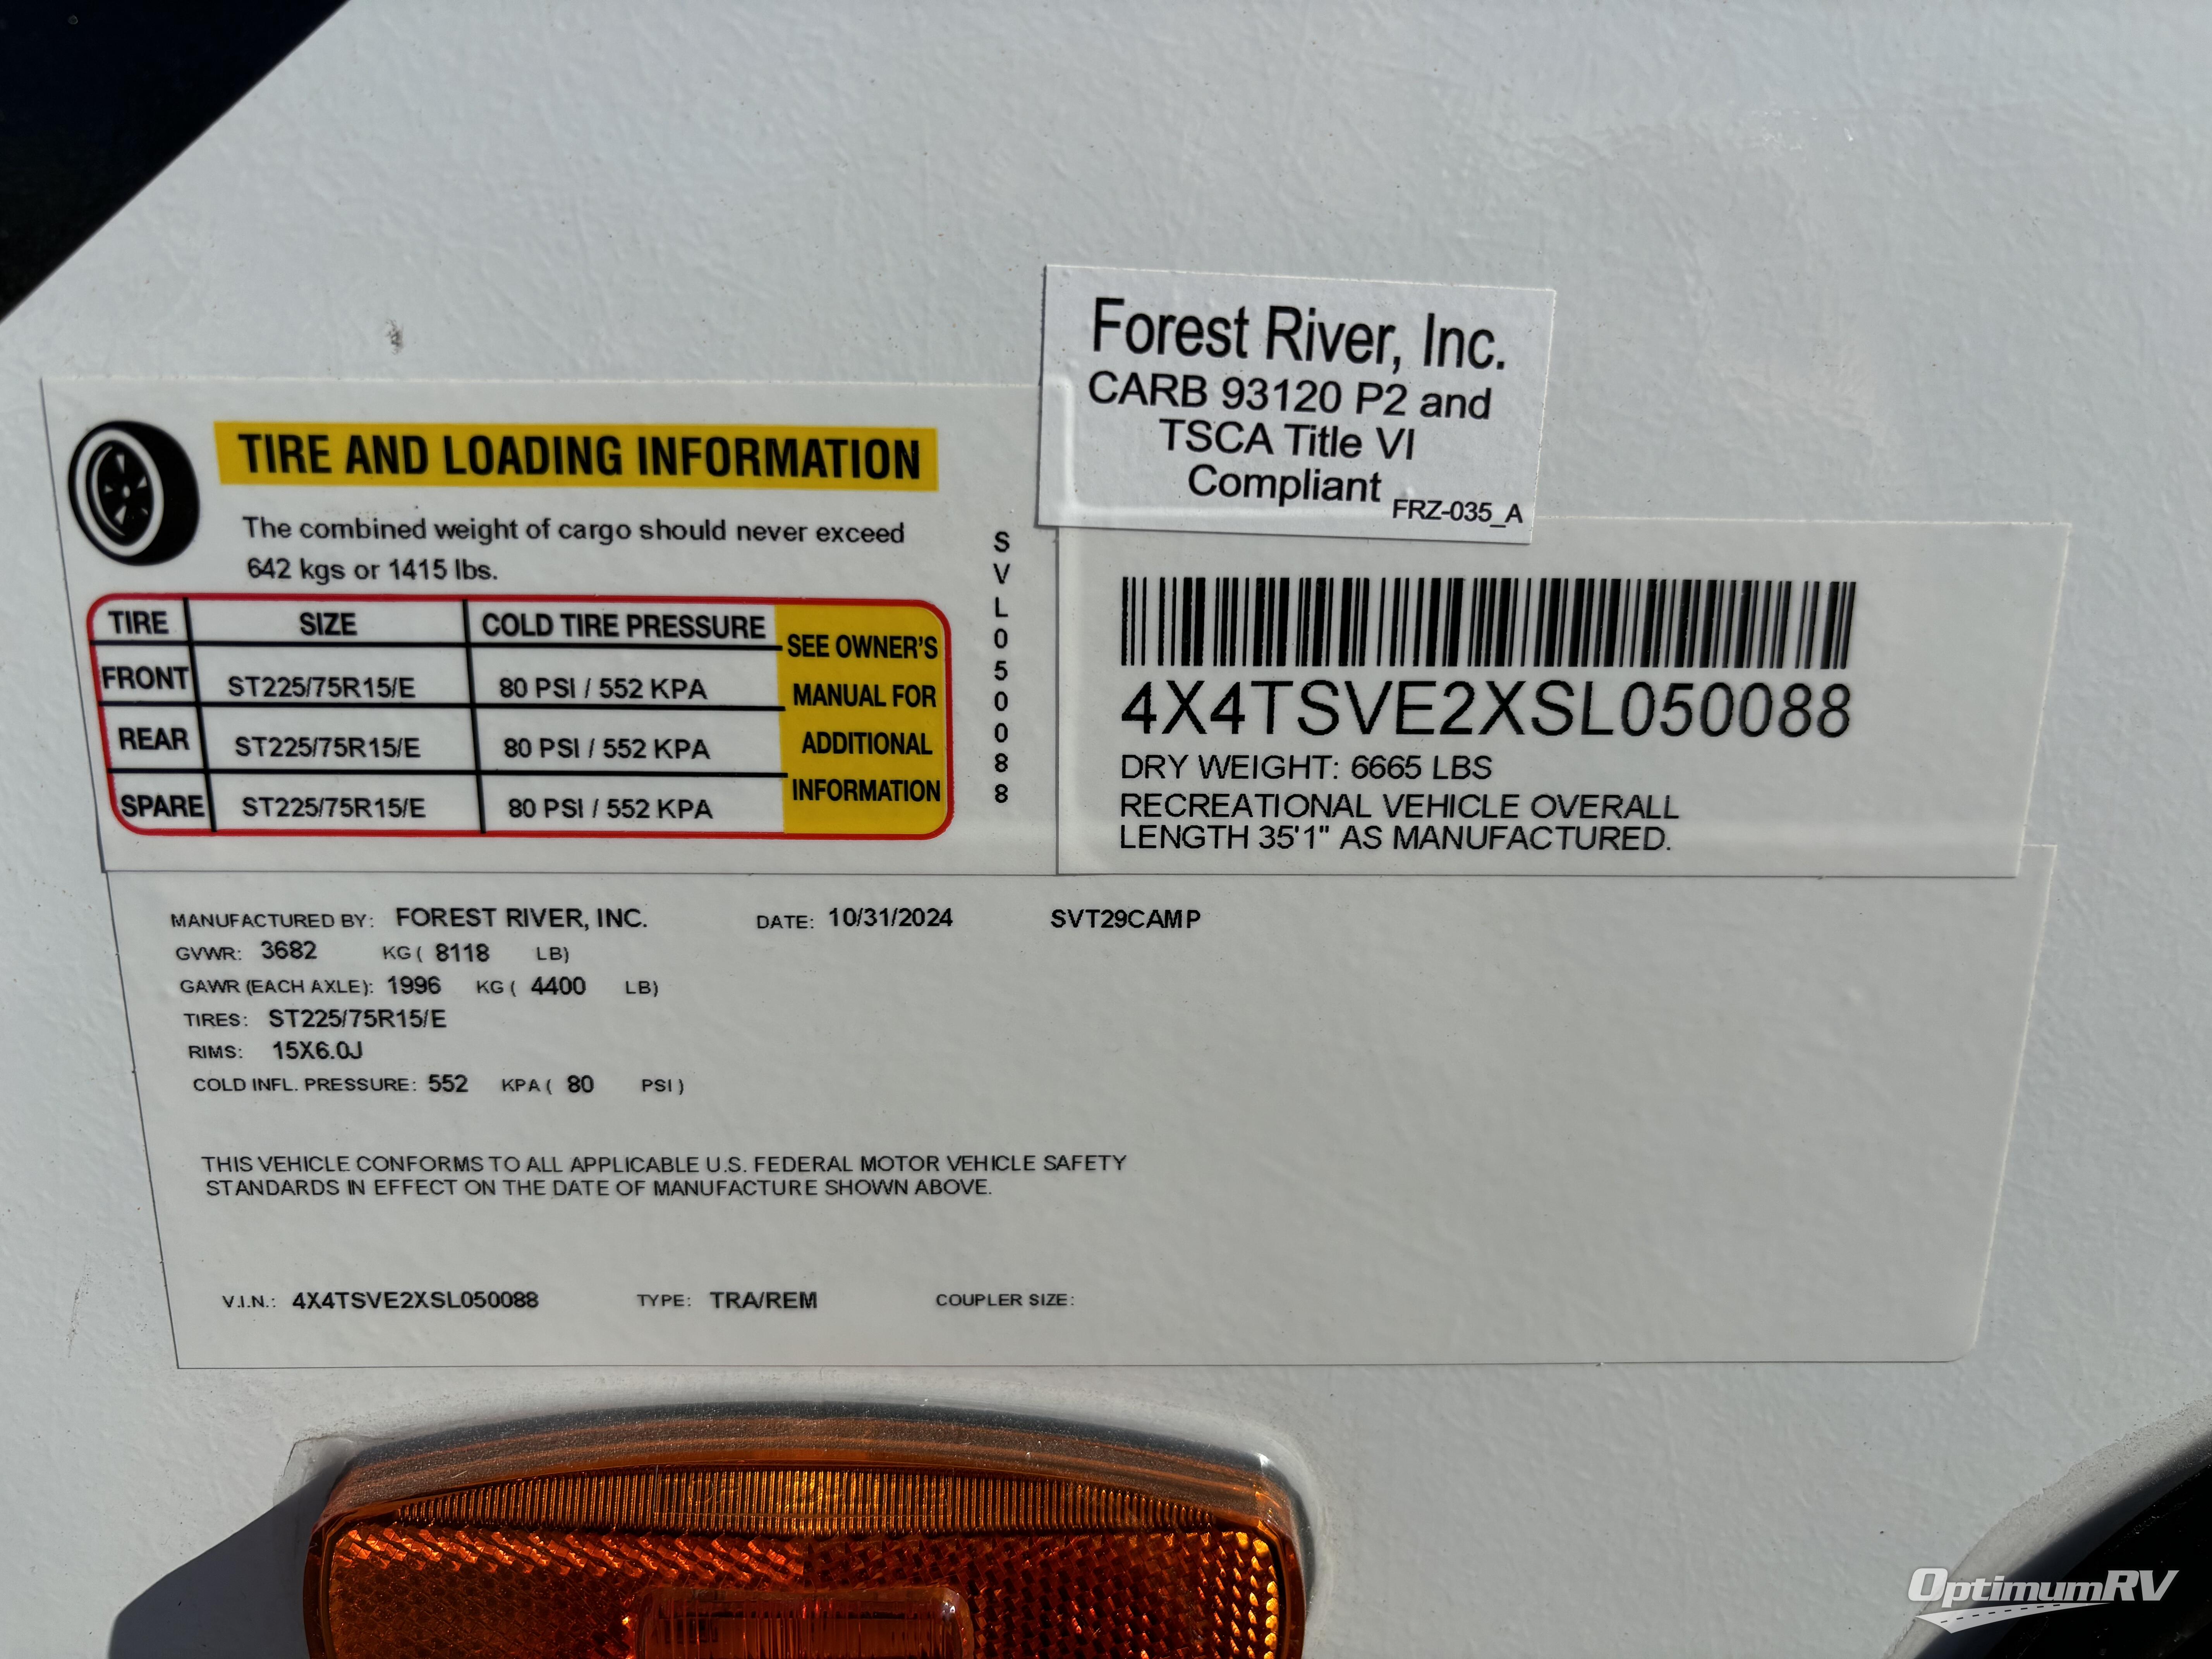 Forest River, Inc.
CARB 93120 P2 and
TSCA Title VI
Compliant FRZ-035_A
TIRE AND LOADING INFORMATION
The combined weight of cargo should never exceed
642 kgs or 1415 lbs.
TIRE SIZE COLD TIRE PRESSURE
FRONT ST225/75R15/E 80 PSI / 552 KPA
REAR ST225/75R15/E 80 PSI / 552 KPA
SPARE ST225/75R15/E 80 PSI / 552 KPA
SEE OWNER'S
MANUAL FOR
ADDITIONAL
INFORMATION
SVL050088
4X4TSVE2XSL050088
DRY WEIGHT: 6665 LBS
RECREATIONAL VEHICLE OVERALL
LENGTH 35'1" AS MANUFACTURED.
MANUFACTURED BY: FOREST RIVER, INC. DATE: 10/31/2024 SVT29CAMP
GVWR: 3682 KG ( 8118 LB)
GAWR (EACH AXLE): 1996 KG ( 4400 LB)
TIRES: ST225/75R15/E
RIMS: 15X6.0J
COLD INFL. PRESSURE: 552 KPA ( 80 PSI )
THIS VEHICLE CONFORMS TO ALL APPLICABLE U.S. FEDERAL MOTOR VEHICLE SAFETY
STANDARDS IN EFFECT ON THE DATE OF MANUFACTURE SHOWN ABOVE.
V.I.N.: 4X4TSVE2XSL050088 TYPE: TRA/REM COUPLER SIZE:
OptimumRV